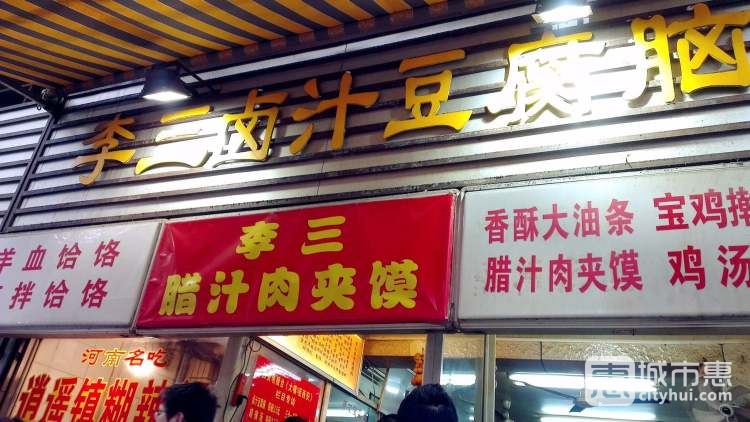 李三卤汁豆腐脑
羊血饸饹
拌饸饹
李三
腊汁肉夹馍
香酥大油条 宝鸡擀
腊汁肉夹馍 鸡汤
河南名吃
逍遥镇糊辣
惠城市惠
cityhui.com